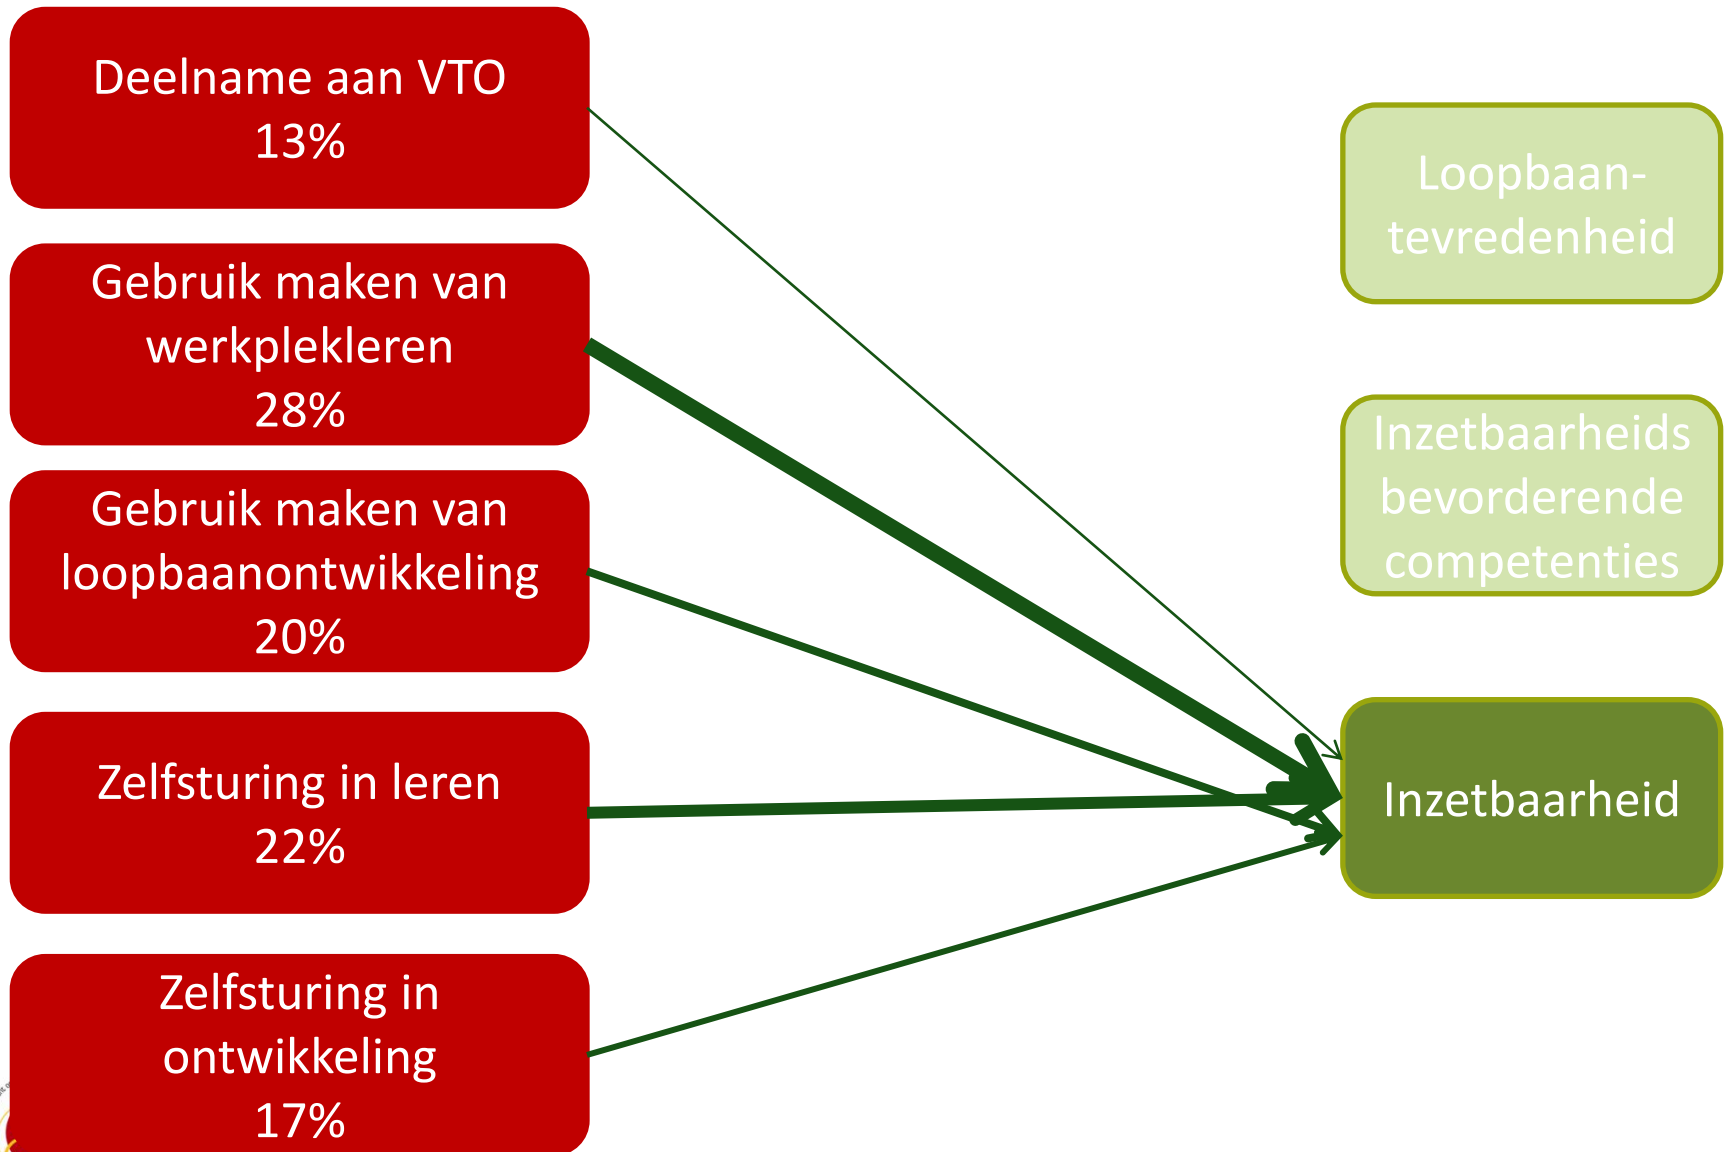 Deelname aan VTO
13%
Gebruik maken van
werkplekleren
28%
Gebruik maken van
loopbaanontwikkeling
20%
Zelfsturing in leren
22%
Zelfsturing in
ontwikkeling
17%
Loopbaan-
tevredenheid
Inzetbaarheids
bevorderende
competenties
Inzetbaarheid